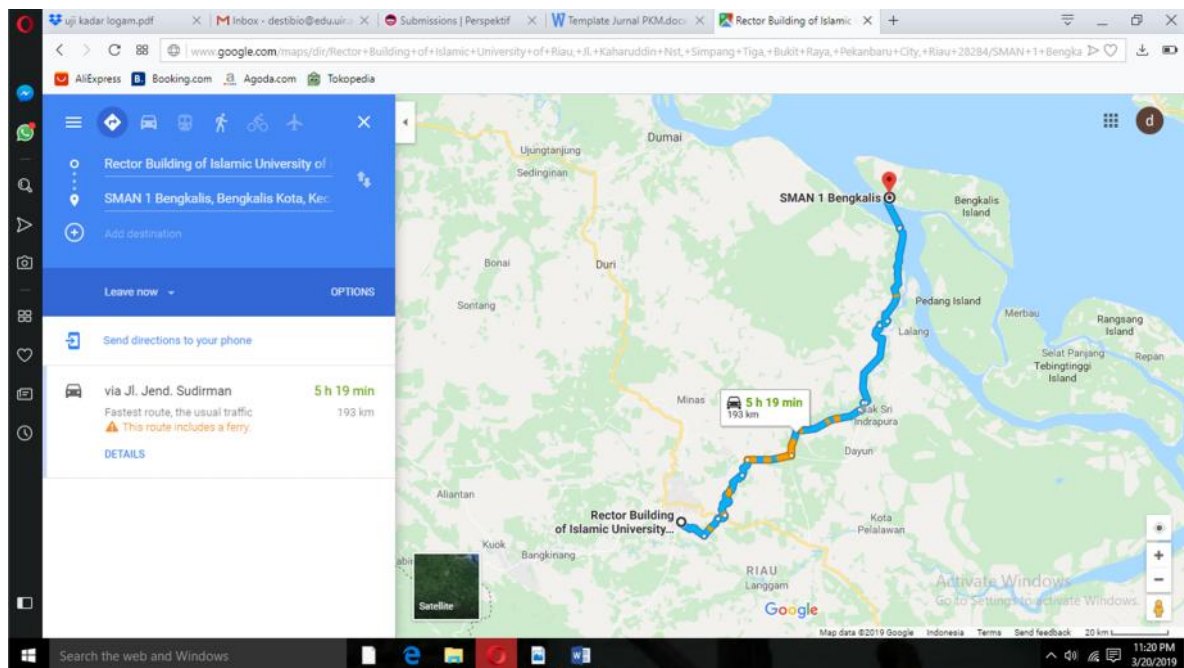 uji kadar logam.pdf
Inbox - destibio@edu.uir.a
Submissions | Perspektif
Template Jurnal PKM.docx
Rector Building of Islamic
www.google.com/maps/dir/Rector+Building+of+Islamic+University+of+Riau,+Jl.+Kaharuddin+Nst,+Simpang+Tiga,+Bukit+Raya,+Pekanbaru+City,+Riau+28284/SMAN+1+Bengka
AliExpress
Booking.com
Agoda.com
Tokopedia
Rector Building of Islamic University of
SMAN 1 Bengkalis, Bengkalis Kota, Kec
Add destination
Leave now
OPTIONS
Send directions to your phone
via Jl. Jend. Sudirman
5 h 19 min
Fastest route, the usual traffic
193 km
This route includes a ferry.
DETAILS
d
Dumai
Ujungtanjung
Sedinginan
SMAN 1 Bengkalis
Bengkalis
Island
Bonai
Duri
Sontang
Pedang Island
Merbau
Lalang
Rangsang
Island
Selat Panjang
Tebingtinggi
Island
Repan
Minas
5 h 19 min
193 km
Sri
Indrapura
Dayun
Aliantan
Rector Building
of Islamic University...
Kota
Pelalawan
Kuok
Bangkinang
RIAU
Langgam
Satellite
Google
Activate Windows
Go to Settings to activate Windows.
Map data ©2019 Google
Indonesia
Terms
Send feedback
20 km
Search the web and Windows
11:20 PM
3/20/2019